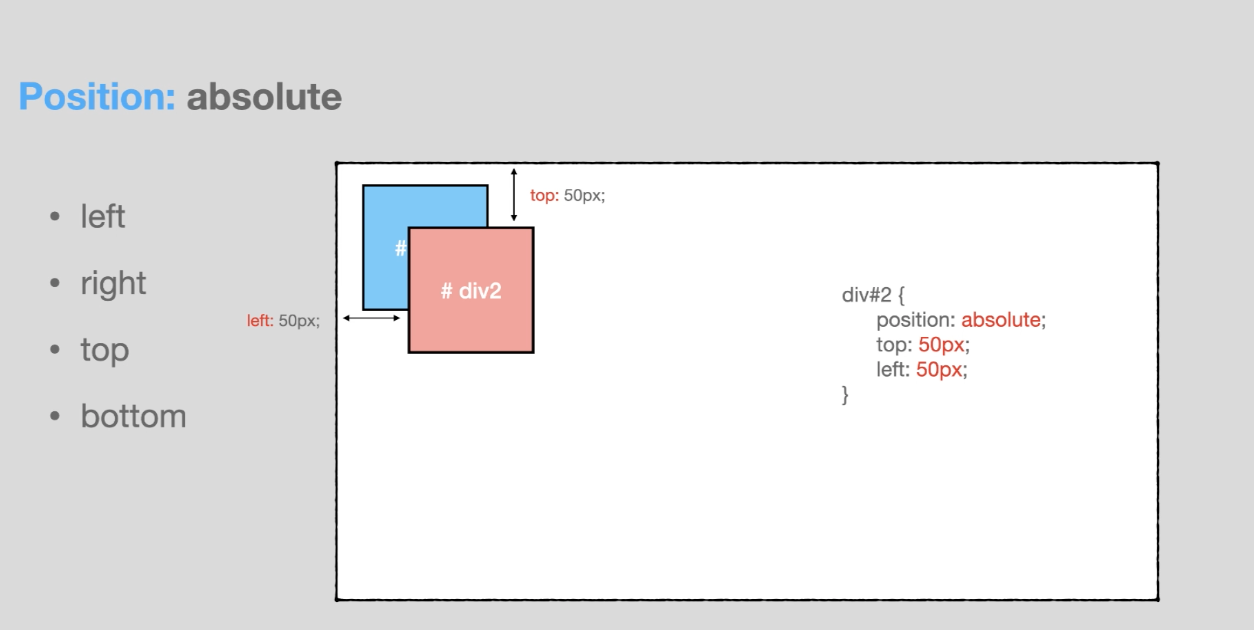 Position: absolute
• left
• right
• top
• bottom
top: 50px;
#
# div2
left: 50px;
div#2 {
position: absolute;
top: 50px;
left: 50px;
}